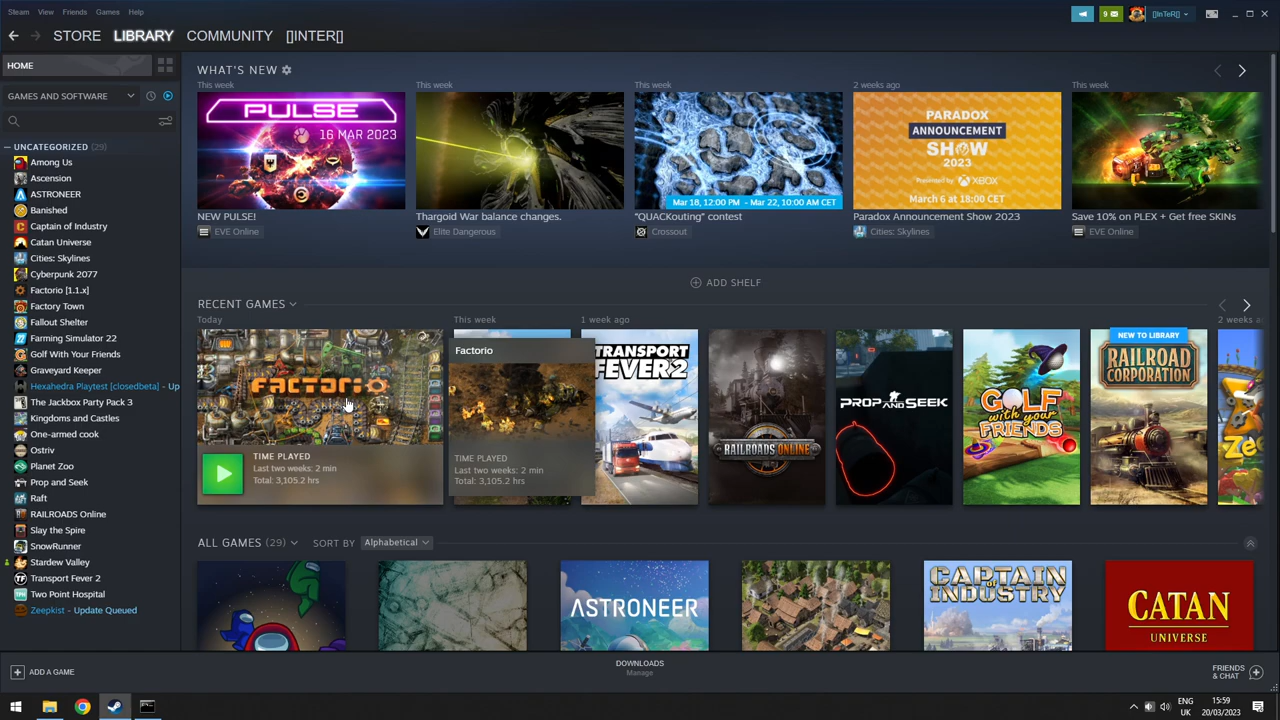 Steam View Friends Games Help
9 []InTeR[]
STORE LIBRARY COMMUNITY []INTER[]
HOME
GAMES AND SOFTWARE
UNCATEGORIZED (29)
Among Us
Ascension
ASTRONEER
Banished
Captain of Industry
Catan Universe
Cities: Skylines
Cyberpunk 2077
Factorio [1.1.x]
Factory Town
Fallout Shelter
Farming Simulator 22
Golf With Your Friends
Graveyard Keeper
Hexahedra Playtest [closedbeta] - Up
The Jackbox Party Pack 3
Kingdoms and Castles
One-armed cook
Ostriv
Planet Zoo
Prop and Seek
Raft
RAILROADS Online
Slay the Spire
SnowRunner
Stardew Valley
Transport Fever 2
Two Point Hospital
Zeepkist - Update Queued
WHAT'S NEW
This week
PULSE
16 MAR 2023
NEW PULSE!
EVE Online
This week
Thargoid War balance changes.
Elite Dangerous
This week
Mar 18, 12:00 PM - Mar 22, 10:00 AM CET
"QUACKouting" contest
Crossout
2 weeks ago
PARADOX
ANNOUNCEMENT
SHOW
2023
Presented by XBOX
March 6 at 18:00 CET
Paradox Announcement Show 2023
Cities: Skylines
This week
Save 10% on PLEX + Get free SKINs
EVE Online
ADD SHELF
RECENT GAMES
Today
FACTORIO
TIME PLAYED
Last two weeks: 2 min
Total: 3,105.2 hrs
This week
Factorio
TIME PLAYED
Last two weeks: 2 min
Total: 3,105.2 hrs
1 week ago
TRANSPORT
FEVER 2
RAILROADS ONLINE
PROP AND SEEK
GOLF
with your
FRIENDS
NEW TO LIBRARY
RAILROAD
CORPORATION
2 weeks a
Ze
ALL GAMES (29) SORT BY Alphabetical
ASTRONEER
CAPTAIN
of
INDUSTRY
CATAN
UNIVERSE
ADD A GAME
DOWNLOADS
Manage
FRIENDS
& CHAT
ENG
UK
15:59
20/03/2023